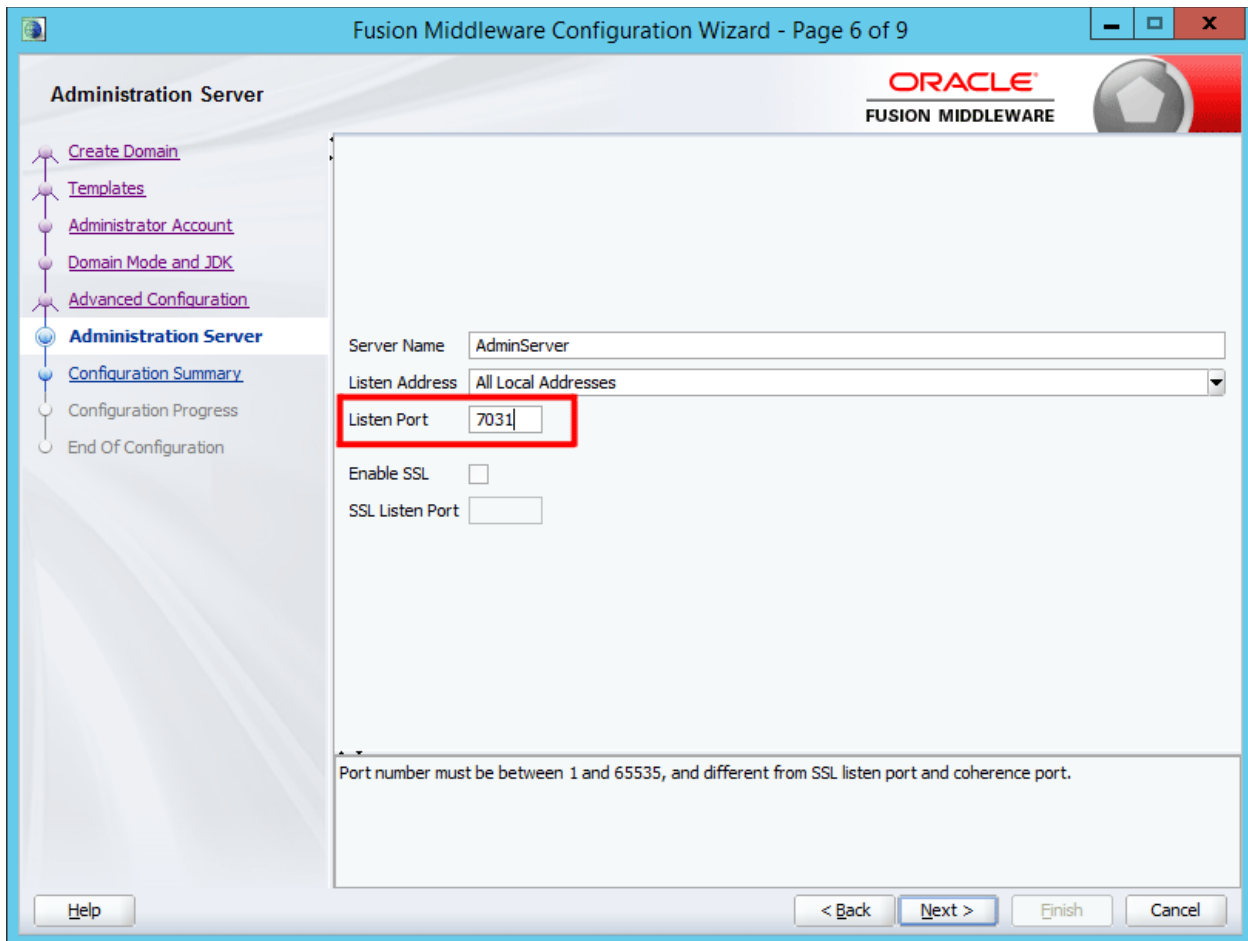 Fusion Middleware Configuration Wizard - Page 6 of 9
Administration Server
ORACLE
FUSION MIDDLEWARE
Create Domain
Templates
Administrator Account
Domain Mode and JDK
Advanced Configuration
Administration Server
Configuration Summary
Configuration Progress
End Of Configuration
Server Name AdminServer
Listen Address All Local Addresses
Listen Port 7031
Enable SSL
SSL Listen Port
Port number must be between 1 and 65535, and different from SSL listen port and coherence port.
Help < Back Next > Finish Cancel